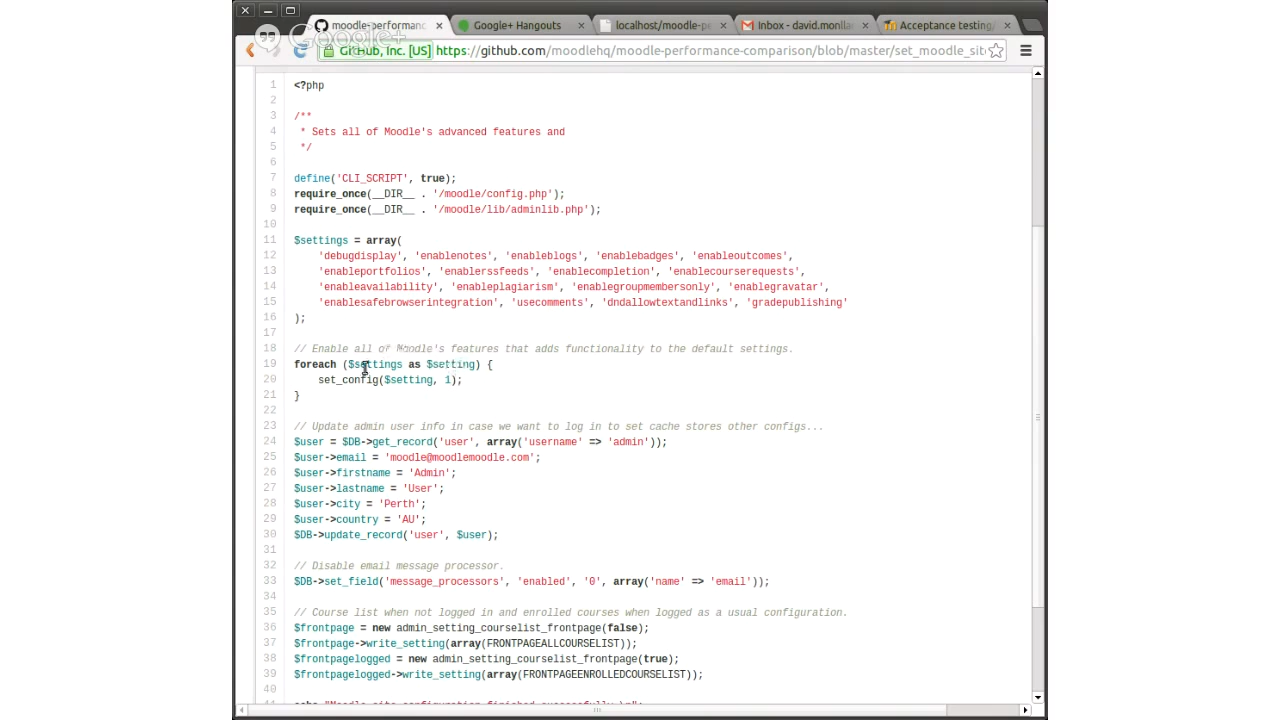 moodle-performanc
Google+ Hangouts
localhost/moodle-pe
Inbox - david.monlla
Acceptance testing/
Google+
GitHub, Inc. [US] https://github.com/moodlehq/moodle-performance-comparison/blob/master/set_moodle_sit
1 <?php
2
3 /**
4 * Sets all of Moodle's advanced features and
5 */
6
7 define('CLI_SCRIPT', true);
8 require_once(__DIR__ . '/moodle/config.php');
9 require_once(__DIR__ . '/moodle/lib/adminlib.php');
10
11 $settings = array(
12 'debugdisplay', 'enablenotes', 'enableblogs', 'enablebadges', 'enableoutcomes',
13 'enableportfolios', 'enablerssfeeds', 'enablecompletion', 'enablecourserequests',
14 'enableavailability', 'enableplagiarism', 'enablegroupmembersonly', 'enablegravatar',
15 'enablesafebrowserintegration', 'usecomments', 'dndallowtextandlinks', 'gradepublishing'
16 );
17
18 // Enable all of Moodle's features that adds functionality to the default settings.
19 foreach ($settings as $setting) {
20 set_config($setting, 1);
21 }
22
23 // Update admin user info in case we want to log in to set cache stores other configs...
24 $user = $DB->get_record('user', array('username' => 'admin'));
25 $user->email = 'moodle@moodlemoodle.com';
26 $user->firstname = 'Admin';
27 $user->lastname = 'User';
28 $user->city = 'Perth';
29 $user->country = 'AU';
30 $DB->update_record('user', $user);
31
32 // Disable email message processor.
33 $DB->set_field('message_processors', 'enabled', '0', array('name' => 'email'));
34
35 // Course list when not logged in and enrolled courses when logged as a usual configuration.
36 $frontpage = new admin_setting_courselist_frontpage(false);
37 $frontpage->write_setting(array(FRONTPAGEALLCOURSELIST));
38 $frontpagelogged = new admin_setting_courselist_frontpage(true);
39 $frontpagelogged->write_setting(array(FRONTPAGEENROLLEDCOURSELIST));
40
41 echo "Moodle site configuration finished successfully.\n";